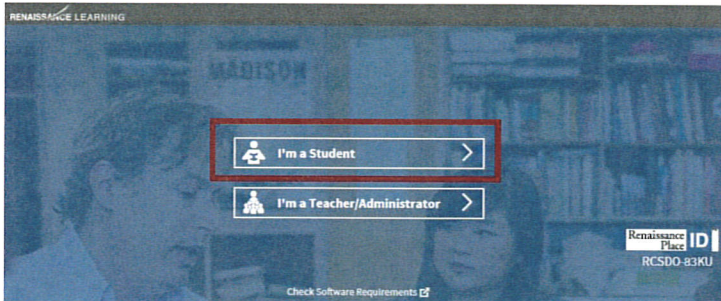 RENAISSANCE LEARNING
MADISON
I'm a Student
I'm a Teacher/Administrator
Renaissance
Place
ID
RCSDO-83KU
Check Software Requirements